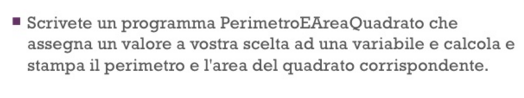 Scrivete un programma PerimetroEAreaQuadrato che
assegna un valore a vostra scelta ad una variabile e calcola e
stampa il perimetro e l'area del quadrato corrispondente.